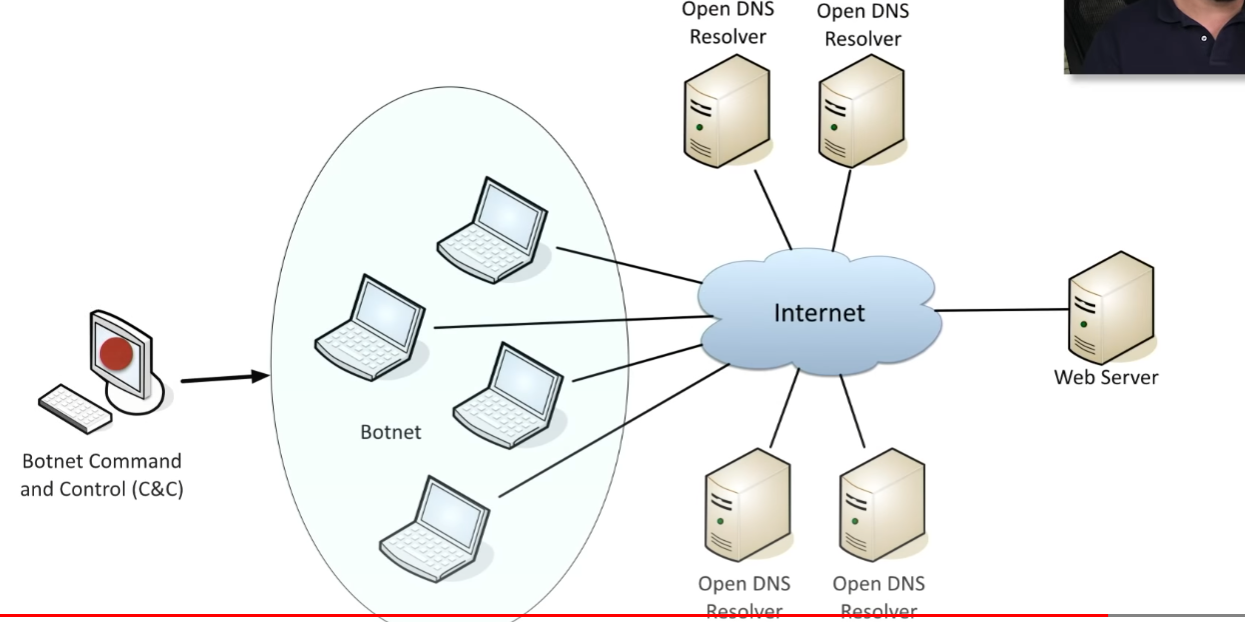 Open DNS
Resolver
Open DNS
Resolver
Internet
Web Server
Botnet
Botnet Command
and Control (C&C)
Open DNS
Resolver
Open DNS
Resolver